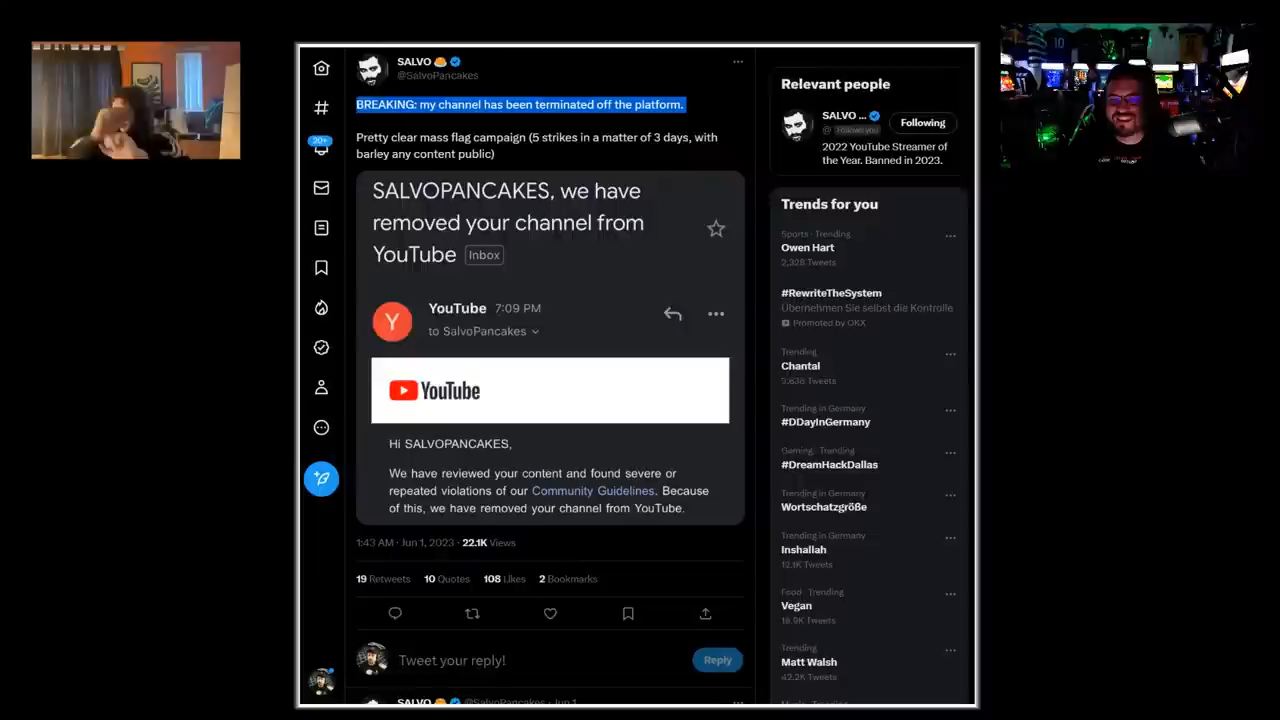 SALVO
@SalvoPancakes
BREAKING: my channel has been terminated off the platform.
Pretty clear mass flag campaign (5 strikes in a matter of 3 days, with
barley any content public)
SALVOPANCAKES, we have
removed your channel from
YouTube Inbox
Y
YouTube 7:09 PM
to SalvoPancakes
YouTube
Hi SALVOPANCAKES,
We have reviewed your content and found severe or
repeated violations of our Community Guidelines. Because
of this, we have removed your channel from YouTube.
1:43 AM · Jun 1, 2023 · 22.1K Views
19 Retweets 10 Quotes 108 Likes 2 Bookmarks
Tweet your reply!
Reply
SALVO @SalvoPancakes · Jun 1
20+
Relevant people
SALVO ...
@ Follows you
Following
2022 YouTube Streamer of
the Year. Banned in 2023.
Trends for you
Sports · Trending
Owen Hart
2,328 Tweets
#RewriteTheSystem
Übernehmen Sie selbst die Kontrolle
Promoted by OKX
Trending
Chantal
Tweets
Trending in Germany
#DDayInGermany
Gaming · Trending
#DreamHackDallas
Trending in Germany
Wortschatzgröße
Trending in Germany
Inshallah
12.1K Tweets
Food · Trending
Vegan
18.9K Tweets
Trending
Matt Walsh
42.2K Tweets